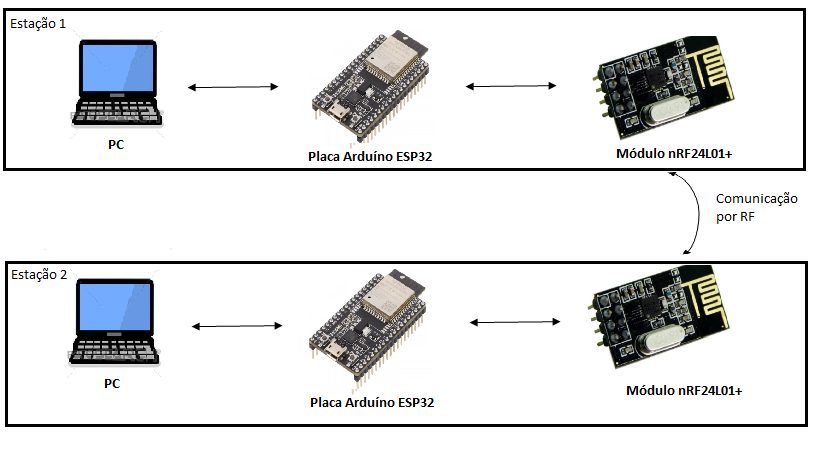 Estação 1
PC
Placa Arduíno ESP32
Módulo nRF24L01+
Comunicação
por RF
Estação 2
PC
Placa Arduíno ESP32
Módulo nRF24L01+